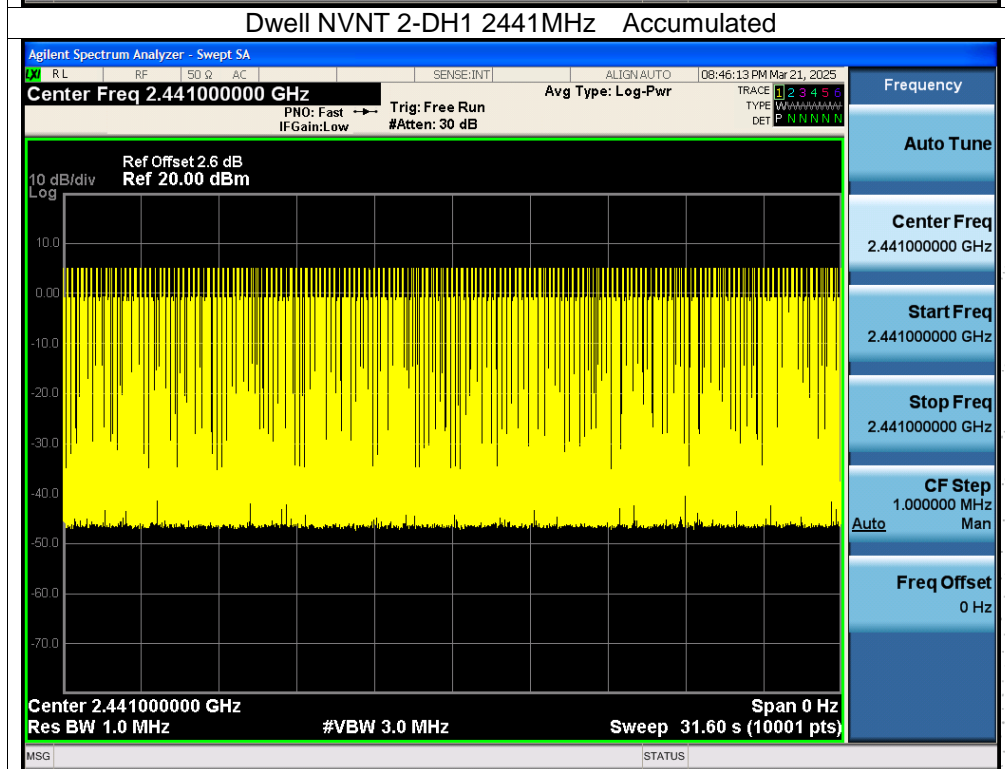 Dwell NVNT 2-DH1 2441MHz Accumulated
Agilent Spectrum Analyzer - Swept SA
LXI RL RF 50 Ω AC SENSE:INT ALIGN AUTO 08:46:13 PM Mar 21, 2025
Center Freq 2.441000000 GHz
Avg Type: Log-Pwr
TRACE 1 2 3 4 5 6
PNO: Fast
Trig: Free Run
TYPE WWWWWW
IFGain:Low
#Atten: 30 dB
DET P N N N N N
Ref Offset 2.6 dB
10 dB/div Ref 20.00 dBm
Log
10.0
0.00
-10.0
-20.0
-30.0
-40.0
-50.0
-60.0
-70.0
Center 2.441000000 GHz Span 0 Hz
Res BW 1.0 MHz #VBW 3.0 MHz Sweep 31.60 s (10001 pts)
MSG STATUS
Frequency
Auto Tune
Center Freq
2.441000000 GHz
Start Freq
2.441000000 GHz
Stop Freq
2.441000000 GHz
CF Step
1.000000 MHz
Auto Man
Freq Offset
0 Hz